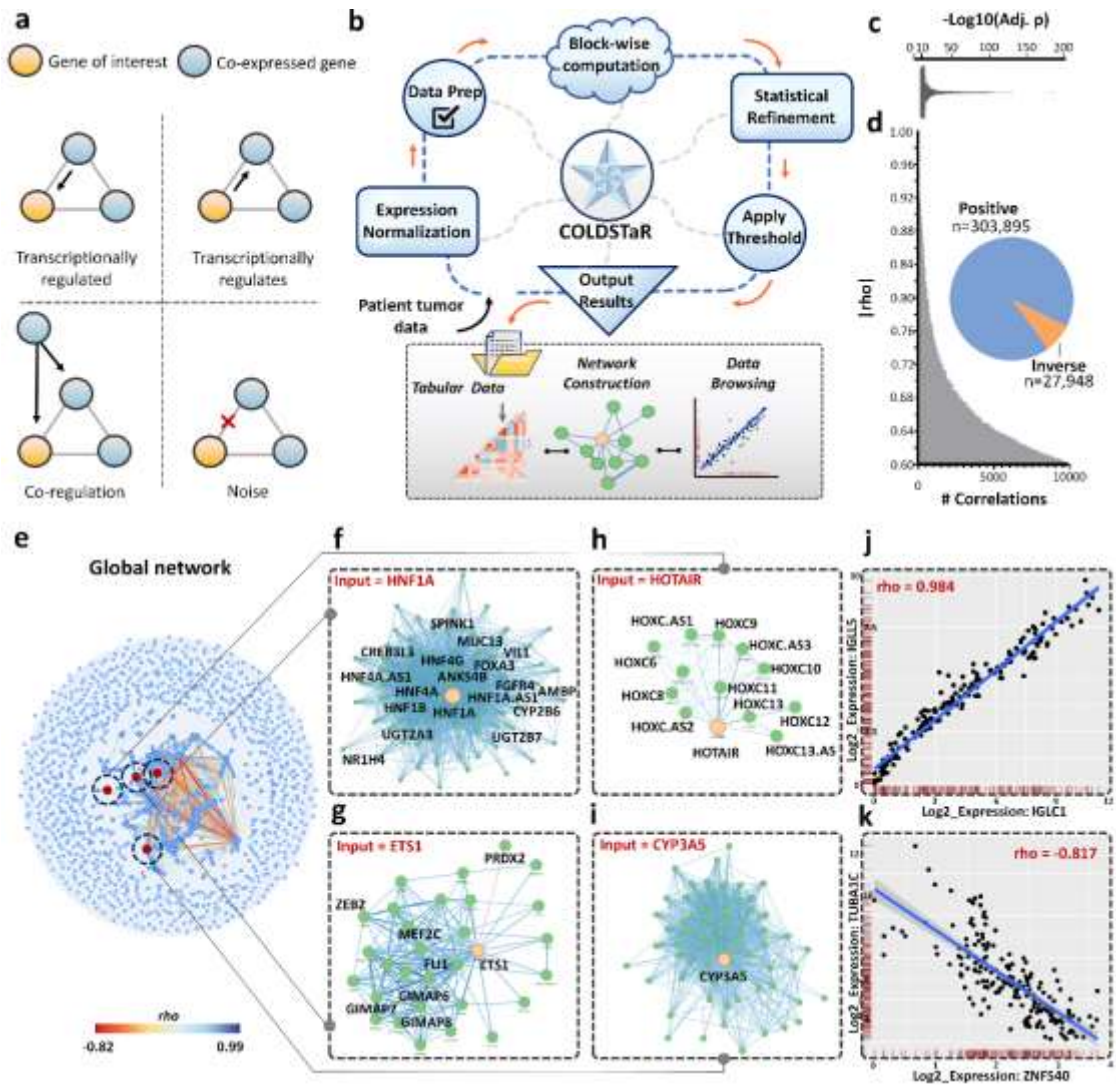 a
Gene of interest
Co-expressed gene
Transcriptionally
regulated
Transcriptionally
regulates
Co-regulation
Noise
b
Data Prep
Block-wise
computation
Statistical
Refinement
Expression
Normalization
COLDSTaR
Apply
Threshold
Output
Results
Patient tumor
data
Tabular Data
Network
Construction
Data
Browsing
c
-Log10(Adj. p)
0 10 50 100 150 200
d
1.00
0.96
0.92
0.88
0.84
0.80
0.76
0.72
0.68
0.64
0.60
|rho|
Positive
n=303,895
Inverse
n=27,948
0 5000 10000
# Correlations
e
Global network
rho
-0.82 0.99
f
Input = HNF1A
SPINK1
MUC13
CREB3L3
VIL1
HNF4G
FOXA3
HNF4A.AS1
ANKS4B
FGFR4
HNF4A
HNF1A.AS1
AMBP
HNF1B
HNF1A
CYP2B6
UGT2A3
UGT2B7
NR1H4
g
Input = ETS1
PRDX2
ZEB2
MEF2C
FLI1
ETS1
GIMAP6
GIMAP7
GIMAP8
h
Input = HOTAIR
HOXC.AS1
HOXC9
HOXC.AS3
HOXC6
HOXC10
HOXC11
HOXC8
HOXC13
HOXC12
HOXC.AS2
HOTAIR
HOXC13.AS
i
Input = CYP3A5
CYP3A5
j
rho = 0.984
Log2_Expression: IGLL5
Log2_Expression: IGLC1
k
rho = -0.817
Log2_Expression: TUBA1C
Log2_Expression: ZNF540